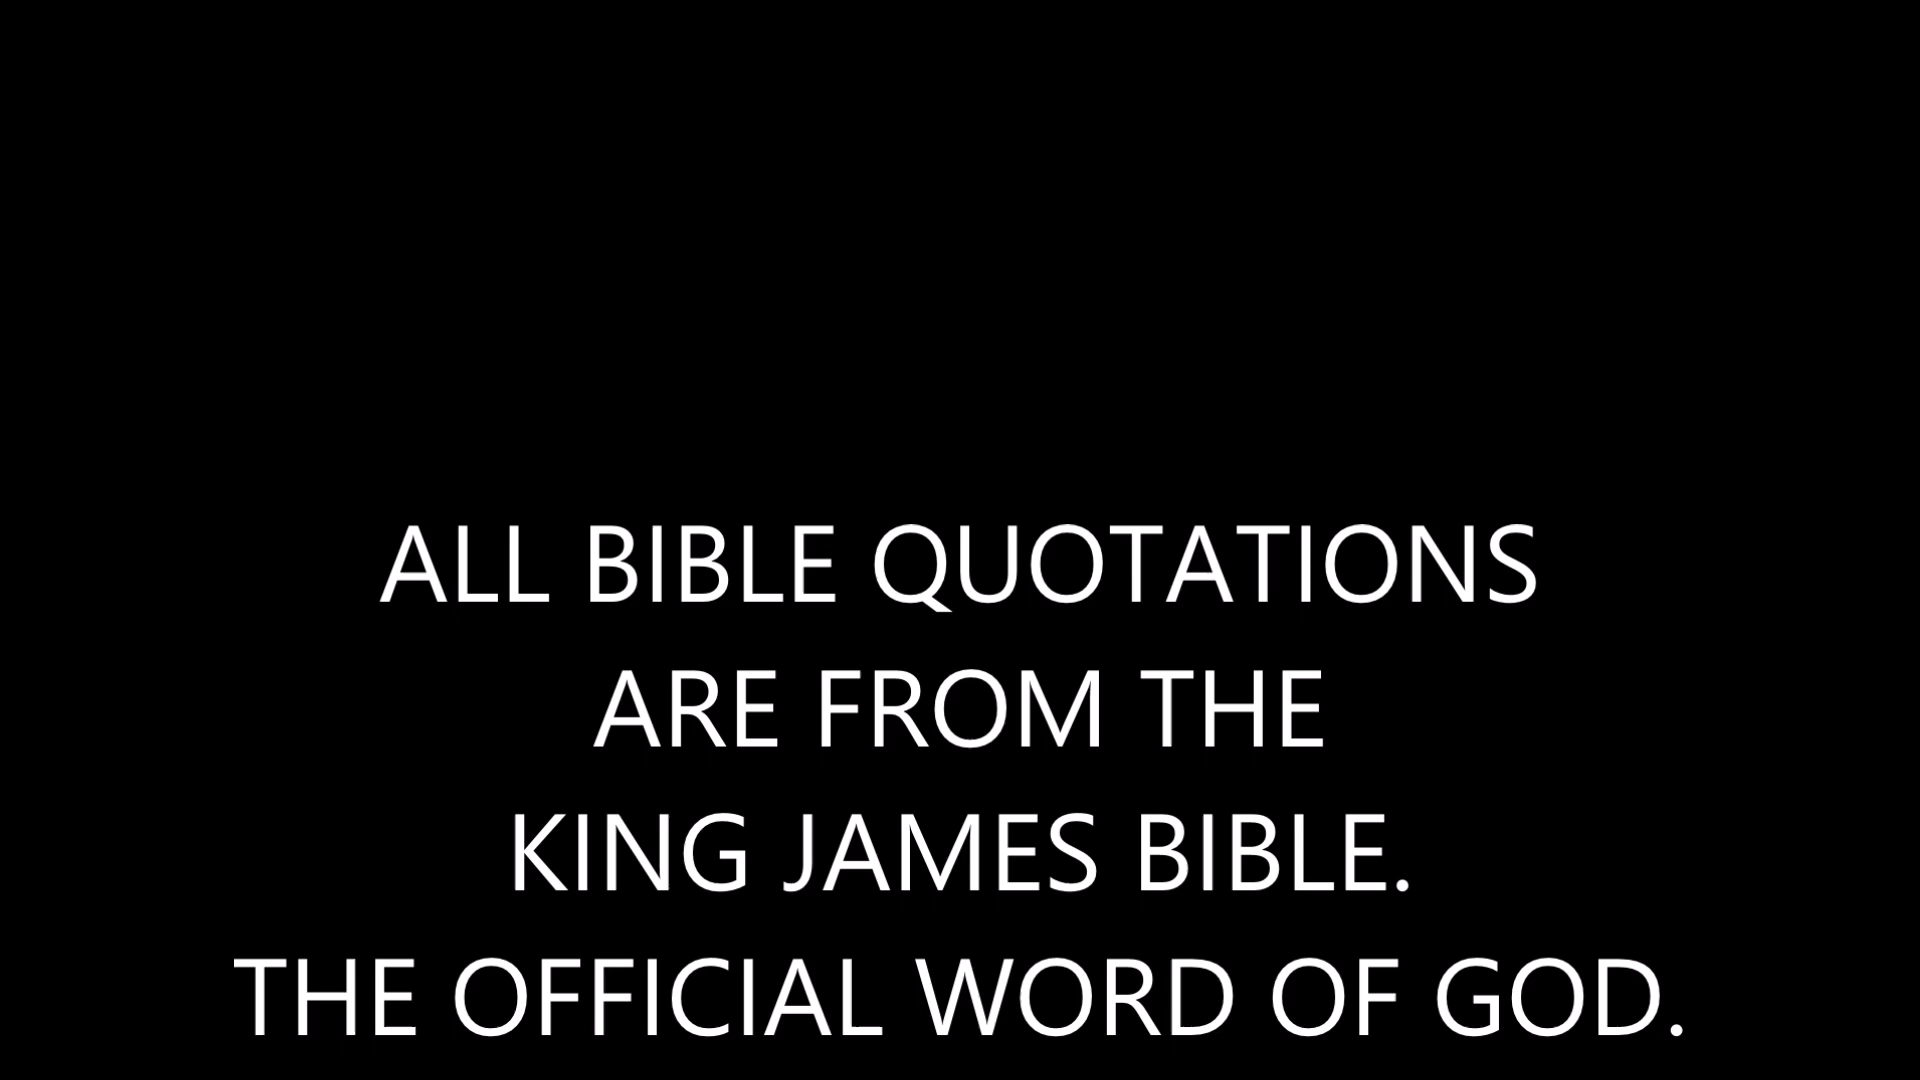 ALL BIBLE QUOTATIONS
ARE FROM THE
KING JAMES BIBLE.
THE OFFICIAL WORD OF GOD.